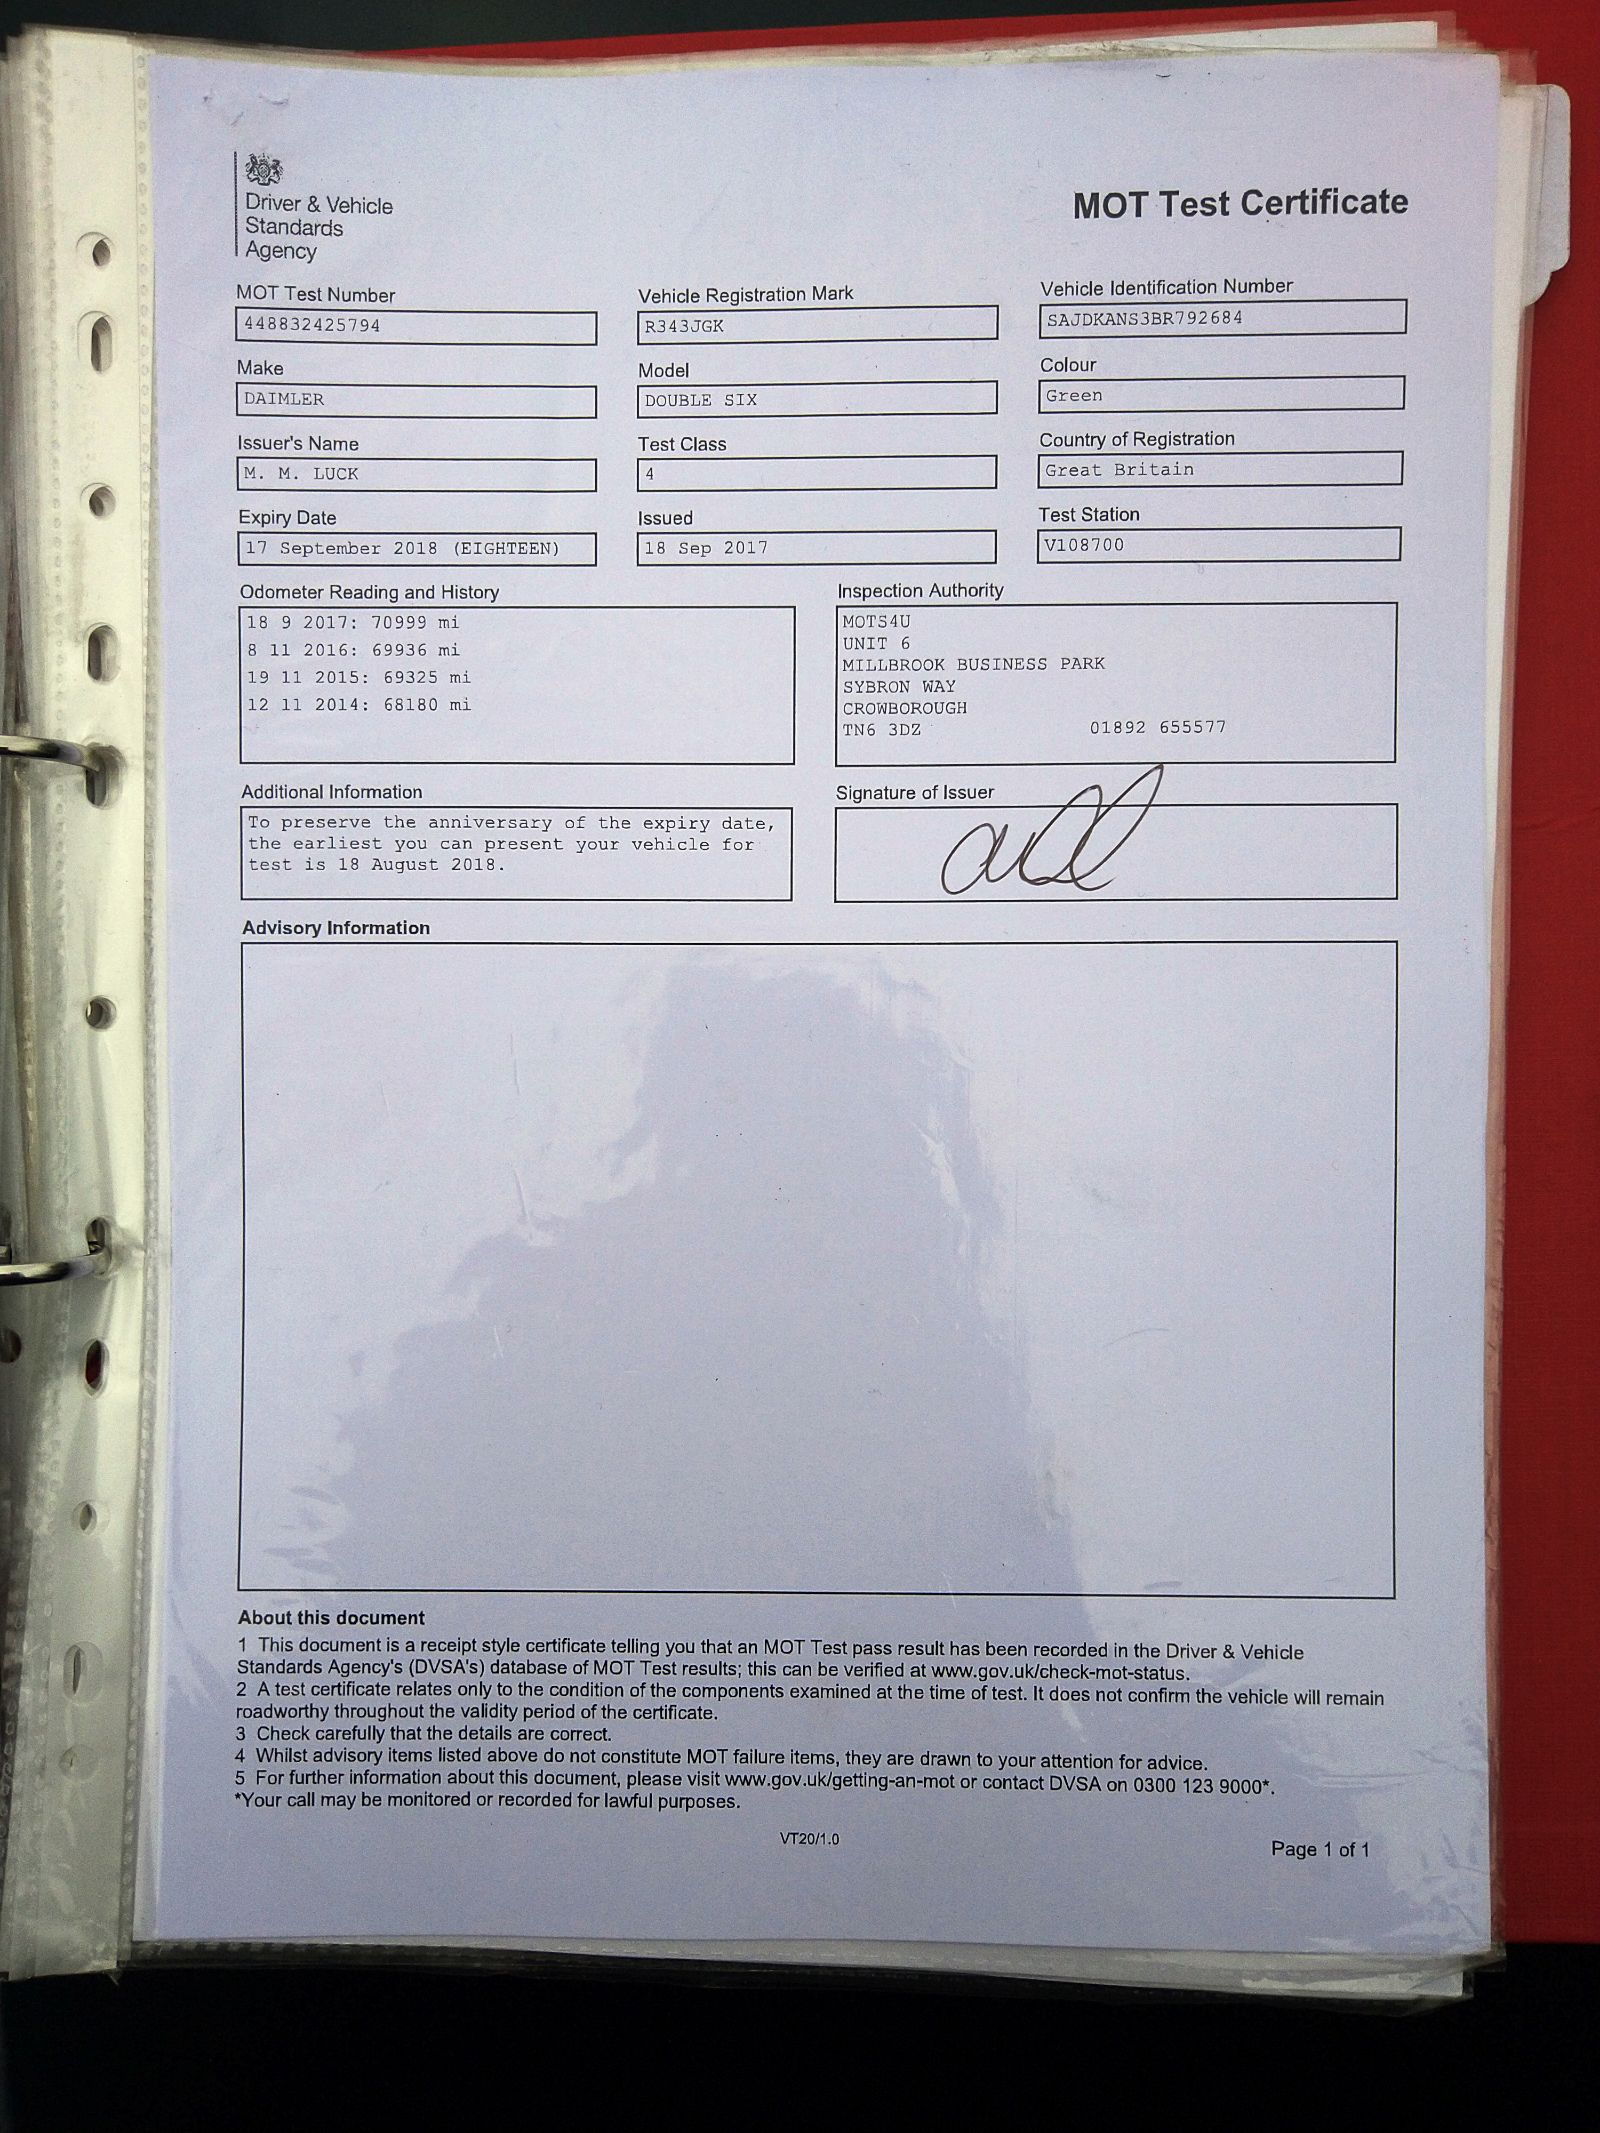 Driver & Vehicle
Standards
Agency
MOT Test Certificate
MOT Test Number
448832425794
Vehicle Registration Mark
R343JGK
Vehicle Identification Number
SAJDKANS3BR792684
Make
DAIMLER
Model
DOUBLE SIX
Colour
Green
Issuer's Name
M. M. LUCK
Test Class
4
Country of Registration
Great Britain
Expiry Date
17 September 2018 (EIGHTEEN)
Issued
18 Sep 2017
Test Station
V108700
Odometer Reading and History
18 9 2017: 70999 mi
8 11 2016: 69936 mi
19 11 2015: 69325 mi
12 11 2014: 68180 mi
Inspection Authority
MOTS4U
UNIT 6
MILLBROOK BUSINESS PARK
SYBRON WAY
CROWBOROUGH
TN6 3DZ 01892 655577
Additional Information
To preserve the anniversary of the expiry date,
the earliest you can present your vehicle for
test is 18 August 2018.
Signature of Issuer
Advisory Information
About this document
1 This document is a receipt style certificate telling you that an MOT Test pass result has been recorded in the Driver & Vehicle
Standards Agency's (DVSA's) database of MOT Test results; this can be verified at www.gov.uk/check-mot-status.
2 A test certificate relates only to the condition of the components examined at the time of test. It does not confirm the vehicle will remain
roadworthy throughout the validity period of the certificate.
3 Check carefully that the details are correct.
4 Whilst advisory items listed above do not constitute MOT failure items, they are drawn to your attention for advice.
5 For further information about this document, please visit www.gov.uk/getting-an-mot or contact DVSA on 0300 123 9000*.
*Your call may be monitored or recorded for lawful purposes.
VT20/1.0
Page 1 of 1